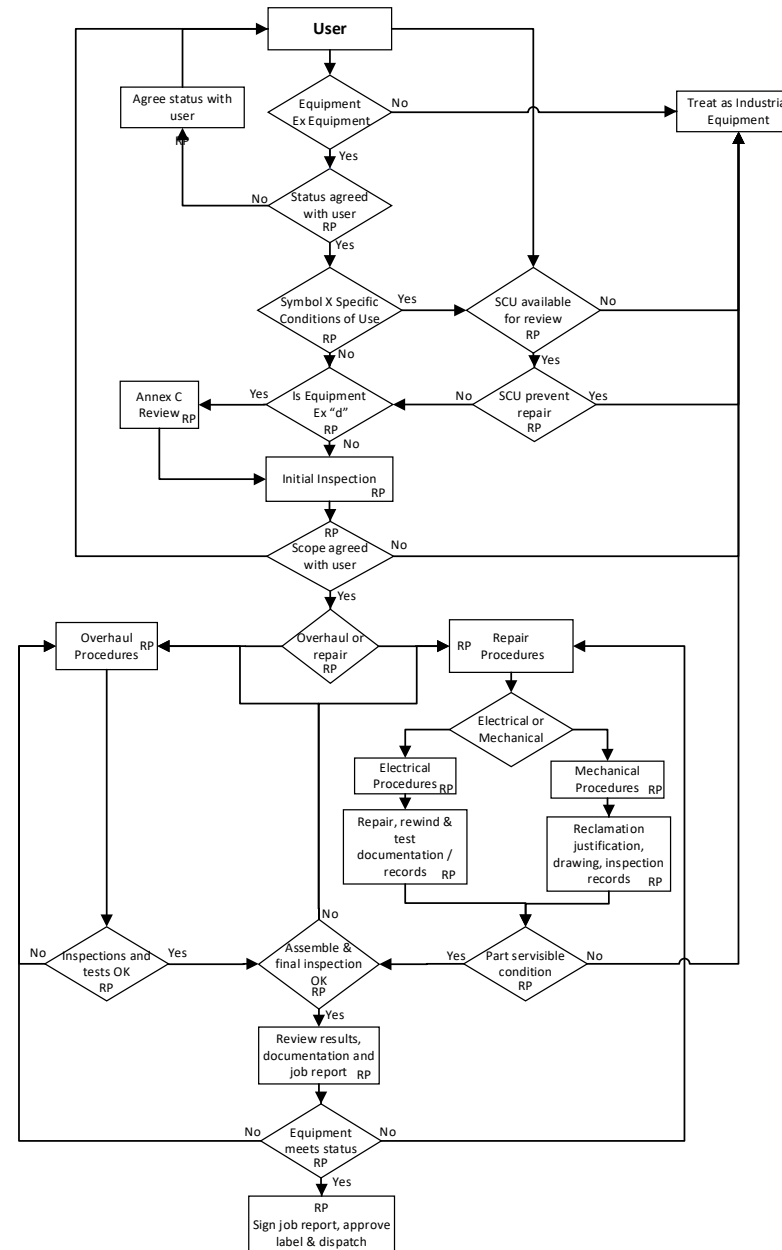 User
Equipment
Ex Equipment
No
Treat as Industria
Equipment
Agree status with
user
RP
Yes
No
Status agreed
with user
RP
Yes
Symbol X Specific
Conditions of Use
RP
Yes
SCU available
for review
RP
No
No
Yes
Annex C
Review
RP
Yes
Is Equipment
Ex “d”
RP
No
SCU prevent
repair
RP
Yes
No
Initial Inspection
RP
RP
Scope agreed
with user
No
Yes
Overhaul
Procedures
RP
Overhaul or
repair
RP
RP
Repair
Procedures
Electrical or
Mechanical
Electrical
Procedures
RP
Mechanical
Procedures
RP
Repair, rewind &
test
documentation /
records
RP
Reclamation
justification,
drawing, inspection
records
RP
No
No
Inspections and
tests OK
RP
Yes
Assemble &
final inspection
OK
RP
Yes
Part servisible
condition
RP
No
Yes
Review results,
documentation and
job report
RP
No
Equipment
meets status
RP
No
Yes
RP
Sign job report, approve
label & dispatch